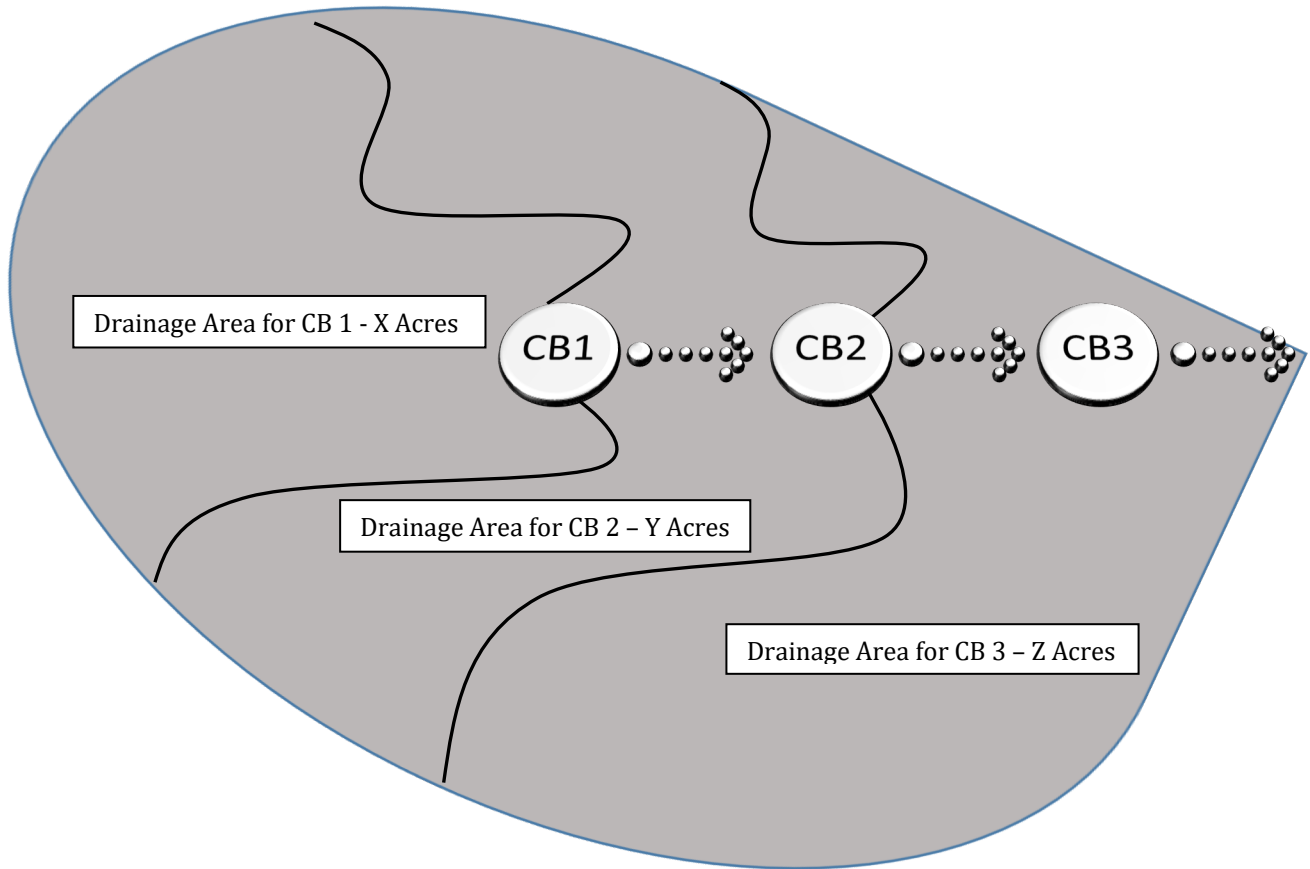 Drainage Area for CB 1 - X Acres
CB1
CB2
CB3
Drainage Area for CB 2 – Y Acres
Drainage Area for CB 3 – Z Acres